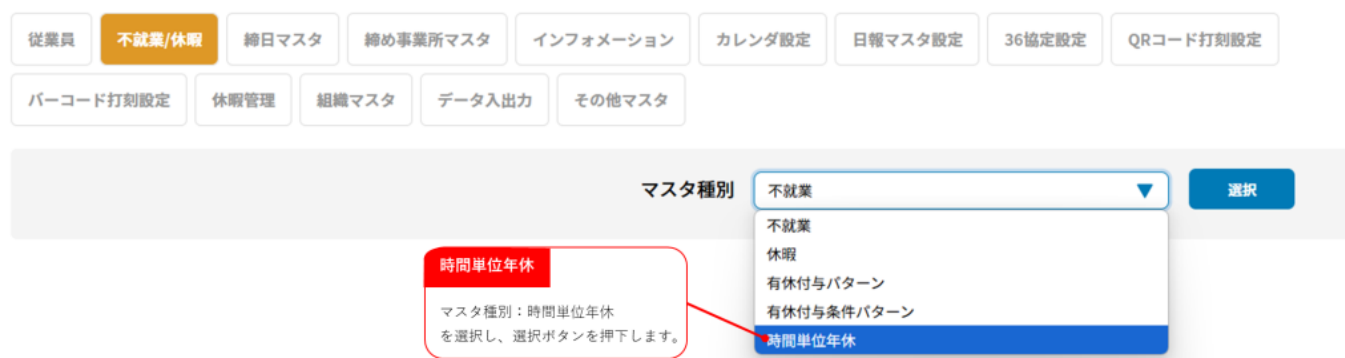 従業員 不就業/休暇 締日マスタ 締め事業所マスタ インフォメーション カレンダ設定 日報マスタ設定 36協定設定 QRコード打刻設定
バーコード打刻設定 休暇管理 組織マスタ データ入出力 その他マスタ
マスタ種別 不就業 ▼ 選択
不就業
休暇
有休付与パターン
有休付与条件パターン
時間単位年休
時間単位年休
マスタ種別：時間単位年休
を選択し、選択ボタンを押下します。